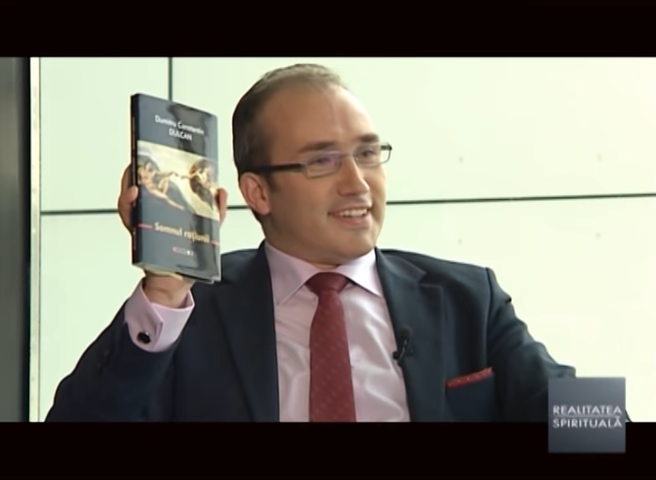 Dumitru Constantin
DULCAN
Somnul rațiunii
REALITATEA
SPIRITUALĂ